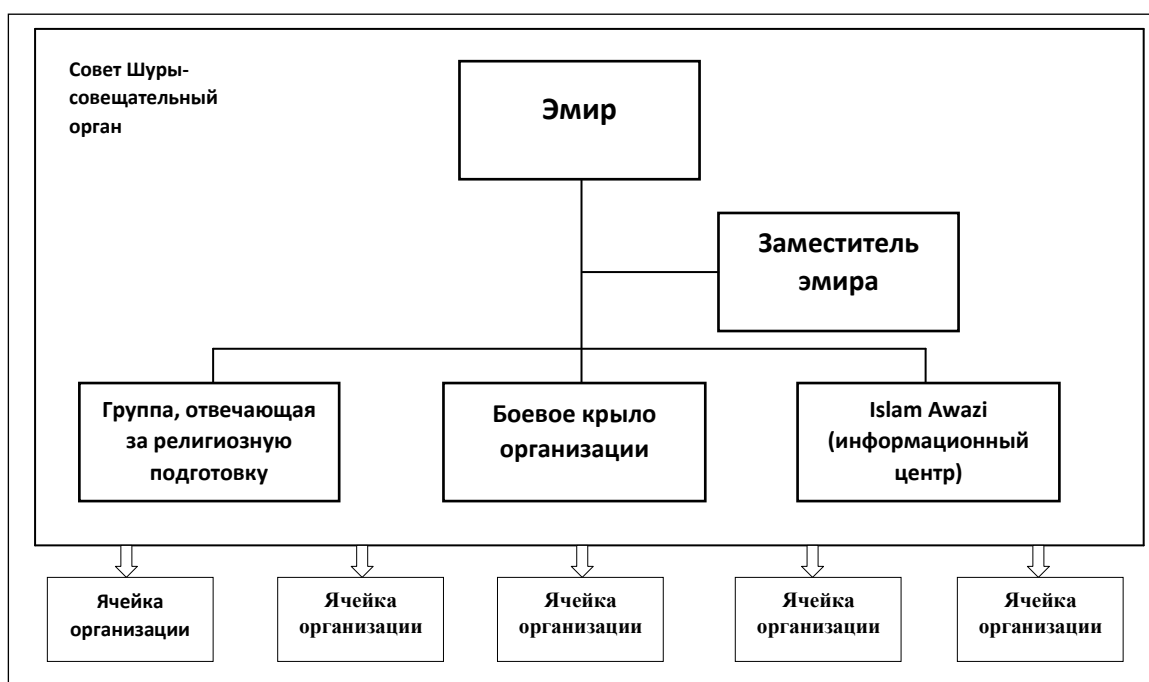 Совет Шуры-
совещательный
орган
Эмир
Заместитель
эмира
Группа, отвечающая
за религиозную
подготовку
Боевое крыло
организации
Islam Awazi
(информационный
центр)
Ячейка
организации
Ячейка
организации
Ячейка
организации
Ячейка
организации
Ячейка
организации